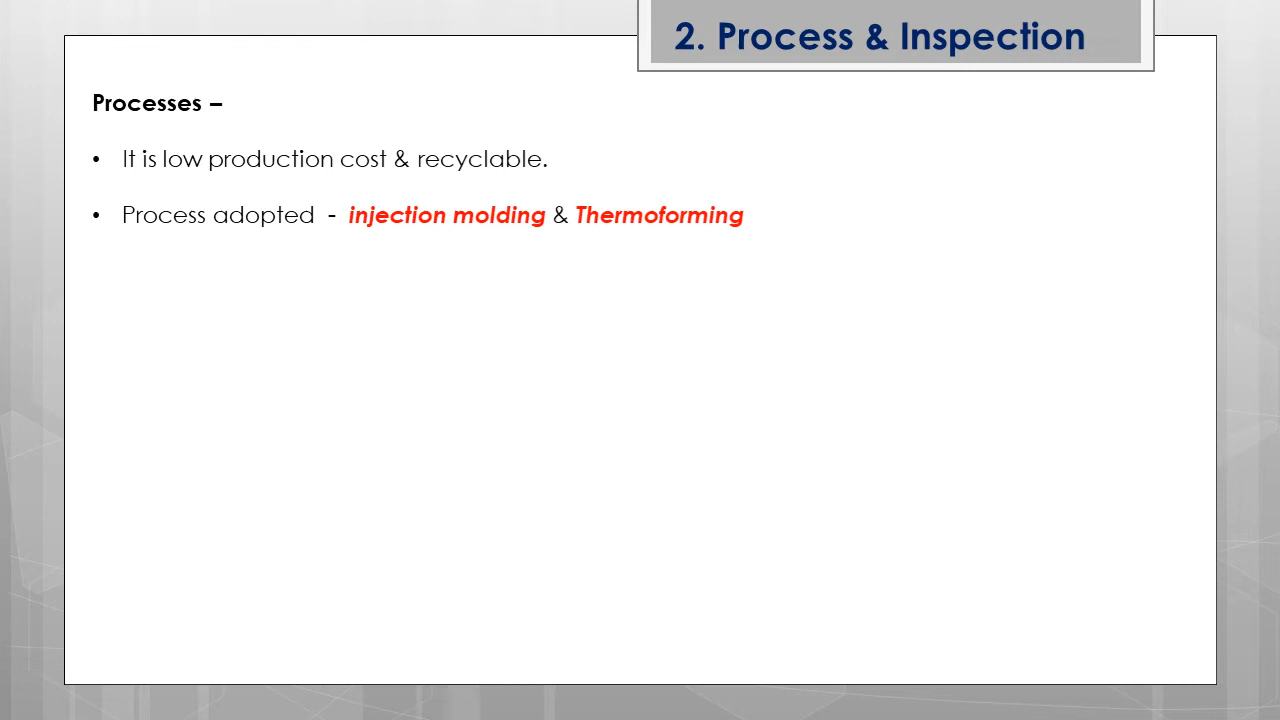 2. Process & Inspection
Processes –
• It is low production cost & recyclable.
• Process adopted - injection molding & Thermoforming